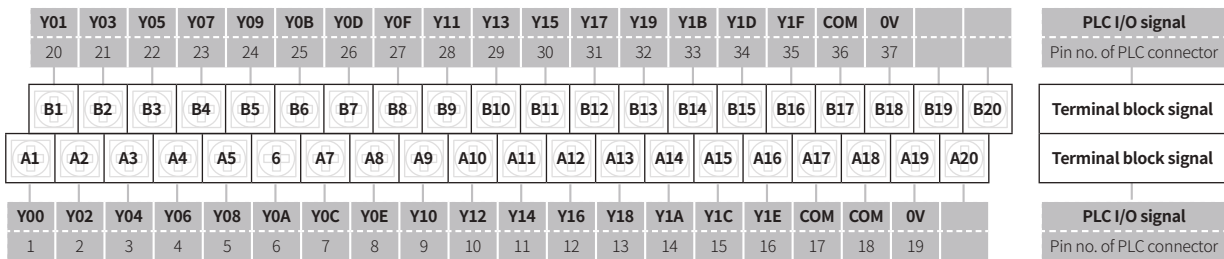 Y01 Y03 Y05 Y07 Y09 Y0B Y0D Y0F Y11 Y13 Y15 Y17 Y19 Y1B Y1D Y1F COM 0V PLC I/O signal
20 21 22 23 24 25 26 27 28 29 30 31 32 33 34 35 36 37 Pin no. of PLC connector
B1 B2 B3 B4 B5 B6 B7 B8 B9 B10 B11 B12 B13 B14 B15 B16 B17 B18 B19 B20 Terminal block signal
A1 A2 A3 A4 A5 6 A7 A8 A9 A10 A11 A12 A13 A14 A15 A16 A17 A18 A19 A20 Terminal block signal
Y00 Y02 Y04 Y06 Y08 Y0A Y0C Y0E Y10 Y12 Y14 Y16 Y18 Y1A Y1C Y1E COM COM 0V PLC I/O signal
1 2 3 4 5 6 7 8 9 10 11 12 13 14 15 16 17 18 19 Pin no. of PLC connector